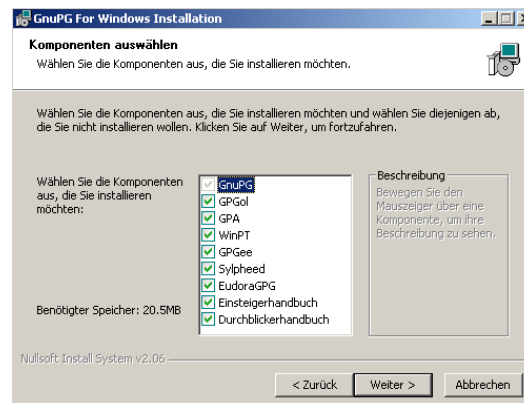 GnuPG For Windows Installation
Komponenten auswählen
Wählen Sie die Komponenten aus, die Sie installieren möchten.
Wählen Sie die Komponenten aus, die Sie installieren möchten und wählen Sie diejenigen ab,
die Sie nicht installieren wollen. Klicken Sie auf Weiter, um fortzufahren.
Wählen Sie die Komponenten
aus, die Sie installieren
möchten:
GnuPG
GPGol
GPA
WinPT
GPGee
Sylpheed
EudoraGPG
Einsteigerhandbuch
Durchblickerhandbuch
Beschreibung
Bewegen Sie den
Mauszeiger über eine
Komponente, um ihre
Beschreibung zu sehen.
Benötigter Speicher: 20.5MB
Nullsoft Install System v2.06
< Zurück
Weiter >
Abbrechen